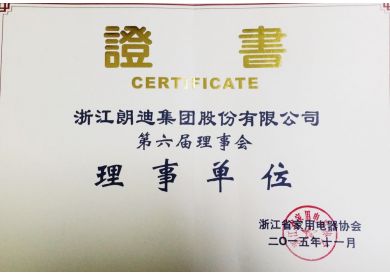 證書
CERTIFICATE
浙江朗迪集团股份有限公司
第六届理事会
理事单位
浙江省家用电器协会
二〇一五年十一月